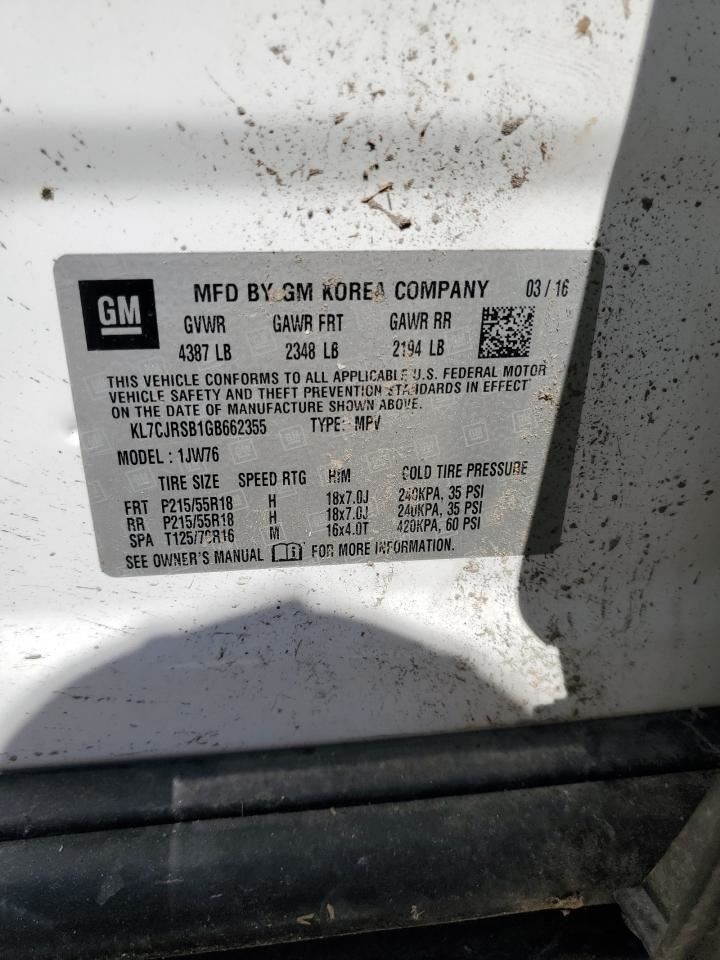 GM
MFD BY GM KOREA COMPANY 03 / 16
GVWR GAWR FRT GAWR RR
4387 LB 2348 LB 2194 LB
THIS VEHICLE CONFORMS TO ALL APPLICABLE U.S. FEDERAL MOTOR
VEHICLE SAFETY AND THEFT PREVENTION STANDARDS IN EFFECT
ON THE DATE OF MANUFACTURE SHOWN ABOVE.
KL7CJRSB1GB662355 TYPE: MPV
MODEL : 1JW76
TIRE SIZE SPEED RTG RIM COLD TIRE PRESSURE
FRT P215/55R18 H 18x7.0J 240KPA, 35 PSI
RR P215/55R18 H 18x7.0J 240KPA, 35 PSI
SPA T125/70R16 M 16x4.0T 420KPA, 60 PSI
SEE OWNER'S MANUAL FOR MORE INFORMATION.